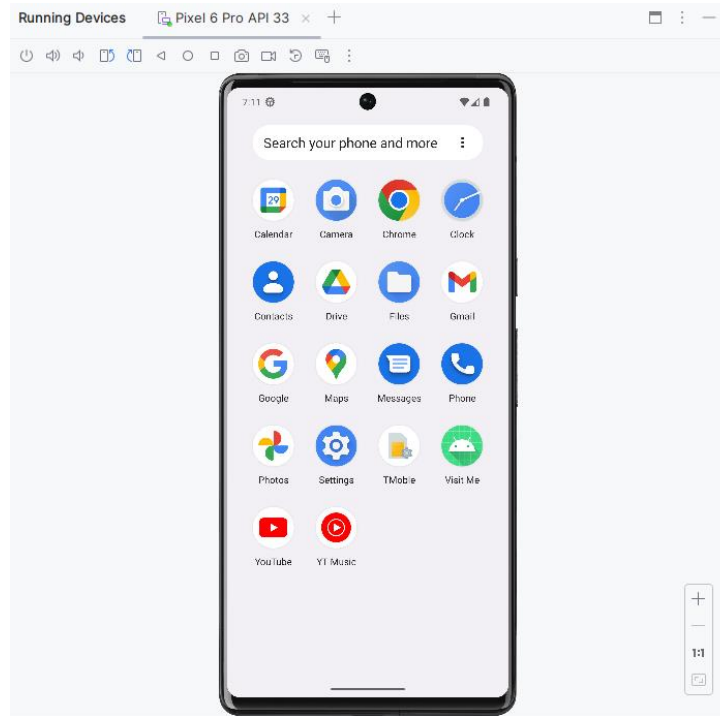 Running Devices Pixel 6 Pro API 33
7:11
Search your phone and more
29
Calendar Camera Chrome Clock
Contacts Drive Files Gmail
Google Maps Messages Phone
Photos Settings TMoble Visit Me
YouTube YT Music
1:1